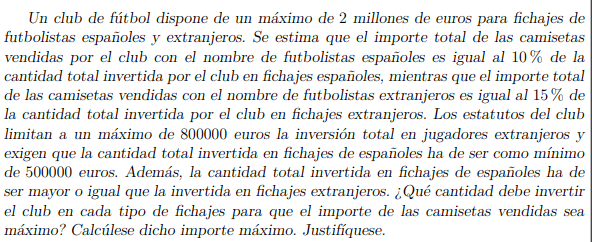 Un club de fútbol dispone de un máximo de 2 millones de euros para fichajes de
futbolistas españoles y extranjeros. Se estima que el importe total de las camisetas
vendidas por el club con el nombre de futbolistas españoles es igual al 10 % de la
cantidad total invertida por el club en fichajes españoles, mientras que el importe total
de las camisetas vendidas con el nombre de futbolistas extranjeros es igual al 15 % de
la cantidad total invertida por el club en fichajes extranjeros. Los estatutos del club
limitan a un máximo de 800000 euros la inversión total en jugadores extranjeros y
exigen que la cantidad total invertida en fichajes de españoles ha de ser como mínimo
de 500000 euros. Además, la cantidad total invertida en fichajes de españoles ha de
ser mayor o igual que la invertida en fichajes extranjeros. ¿Qué cantidad debe invertir
el club en cada tipo de fichajes para que el importe de las camisetas vendidas sea
máximo? Calcúlese dicho importe máximo. Justifíquese.